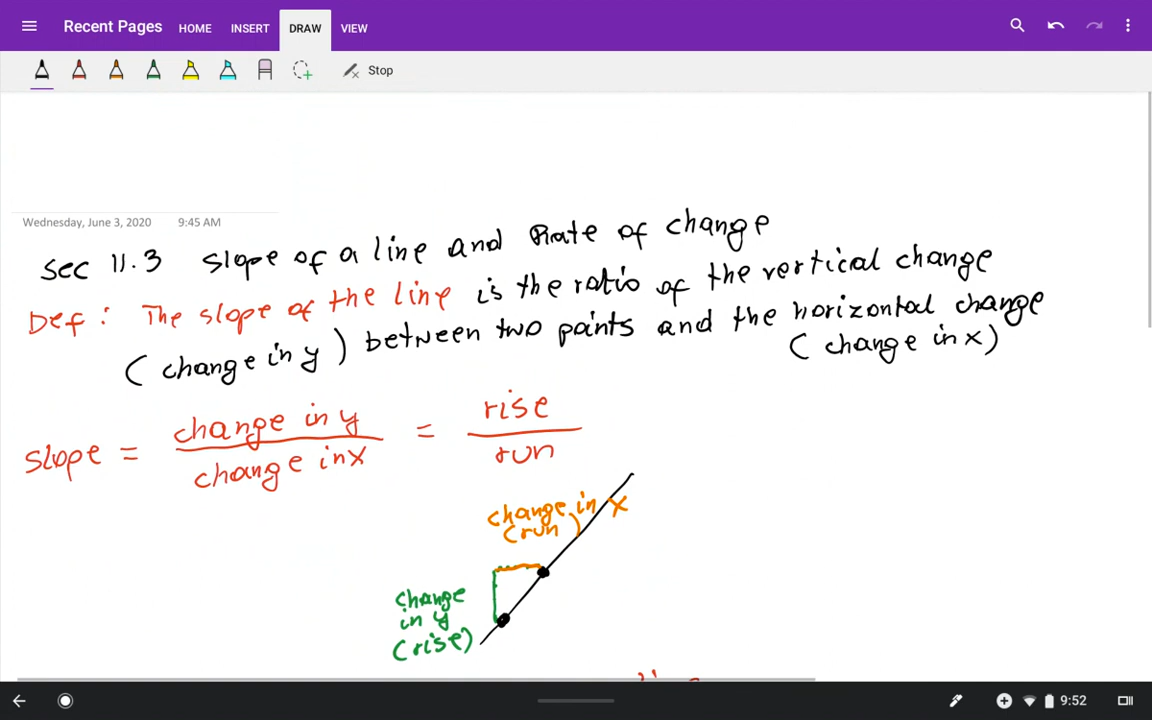 Recent Pages HOME INSERT DRAW VIEW
Stop
Wednesday, June 3, 2020 9:45 AM
Sec 11.3 Slope of a line and Rate of change
Def : The slope of the line is the ratio of the vertical change
(change in y) between two points and the horizontal change
(change in x)
slope = change in y / change in x = rise / run
change in x
(run)
change
in y
(rise)
9:52